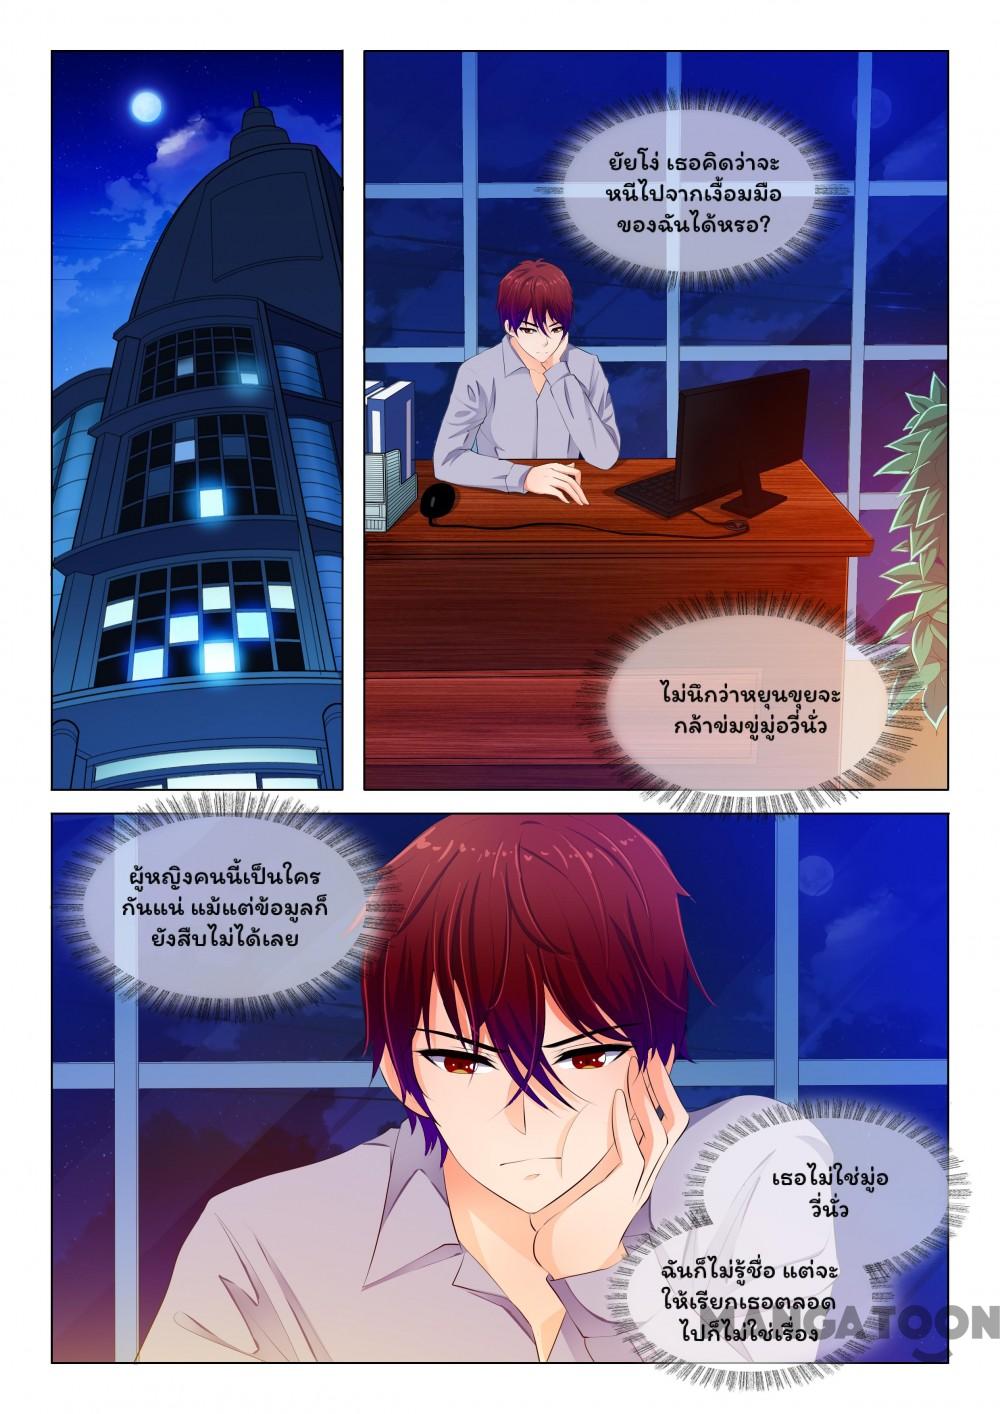 ยัยโง่ เธอคิดว่าจะ
หนีไปจากเงื้อมมือ
ของฉันได้หรอ?
ไม่นึกว่าหยุนขุยจะ
กล้าข่มขู่มู่อวี่นั่ว
ผู้หญิงคนนี้เป็นใคร
กันแน่ แม้แต่ข้อมูลก็
ยังสืบไม่ได้เลย
เธอไม่ใช่มู่อ
วี่นั่ว
ฉันก็ไม่รู้ชื่อ แต่จะ
ให้เรียกเธอตลอด
ไปก็ไม่ใช่เรื่อง
MANGATOON